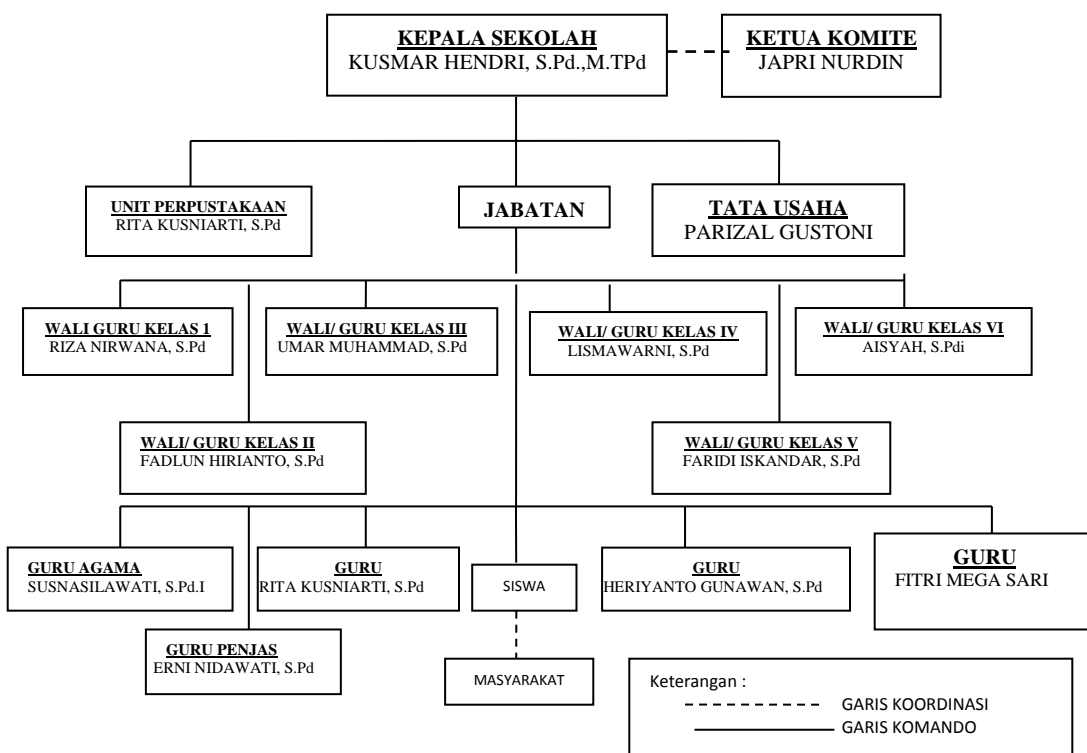 KEPALA SEKOLAH
KUSMAR HENDRI, S.Pd.,M.TPd
KETUA KOMITE
JAPRI NURDIN
UNIT PERPUSTAKAAN
RITA KUSNIARTI, S.Pd
JABATAN
TATA USAHA
PARIZAL GUSTONI
WALI GURU KELAS 1
RIZA NIRWANA, S.Pd
WALI/ GURU KELAS III
UMAR MUHAMMAD, S.Pd
WALI/ GURU KELAS IV
LISMAWARNI, S.Pd
WALI/ GURU KELAS VI
AISYAH, S.Pdi
WALI/ GURU KELAS II
FADLUN HIRIANTO, S.Pd
WALI/ GURU KELAS V
FARIDI ISKANDAR, S.Pd
GURU AGAMA
SUSNASILAWATI, S.Pd.I
GURU
RITA KUSNIARTI, S.Pd
SISWA
GURU
HERIYANTO GUNAWAN, S.Pd
GURU
FITRI MEGA SARI
GURU PENJAS
ERNI NIDAWATI, S.Pd
MASYARAKAT
Keterangan :
GARIS KOORDINASI
GARIS KOMANDO